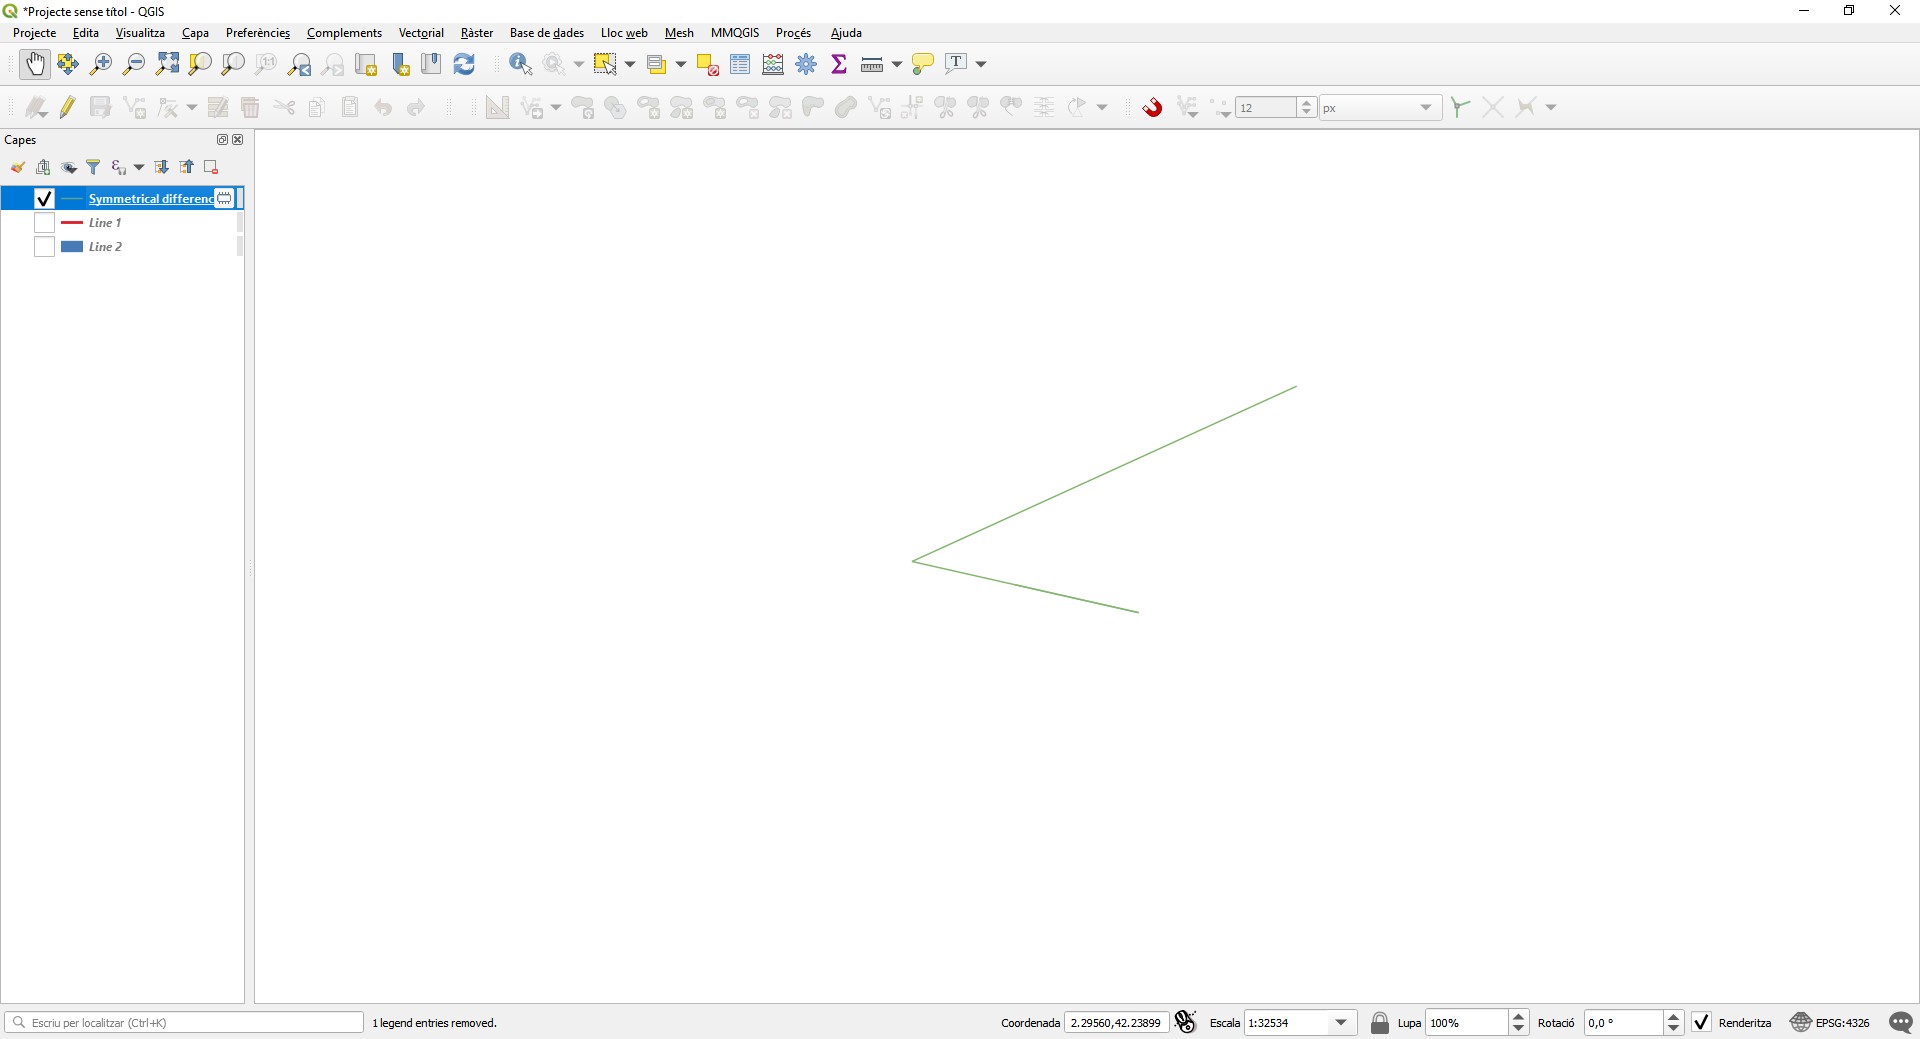 *Projecte sense títol - QGIS
Projecte Edita Visualitza Capa Preferències Complements Vectorial Ràster Base de dades Lloc web Mesh MMQGIS Procés Ajuda
1:1 T
12 px
Capes
Symmetrical differenc
Line 1
Line 2
Escriu per localitzar (Ctrl+K) 1 legend entries removed. Coordenada 2.29560,42.23899 Escala 1:32534 Lupa 100% Rotació 0,0 ° Renderitza EPSG:4326